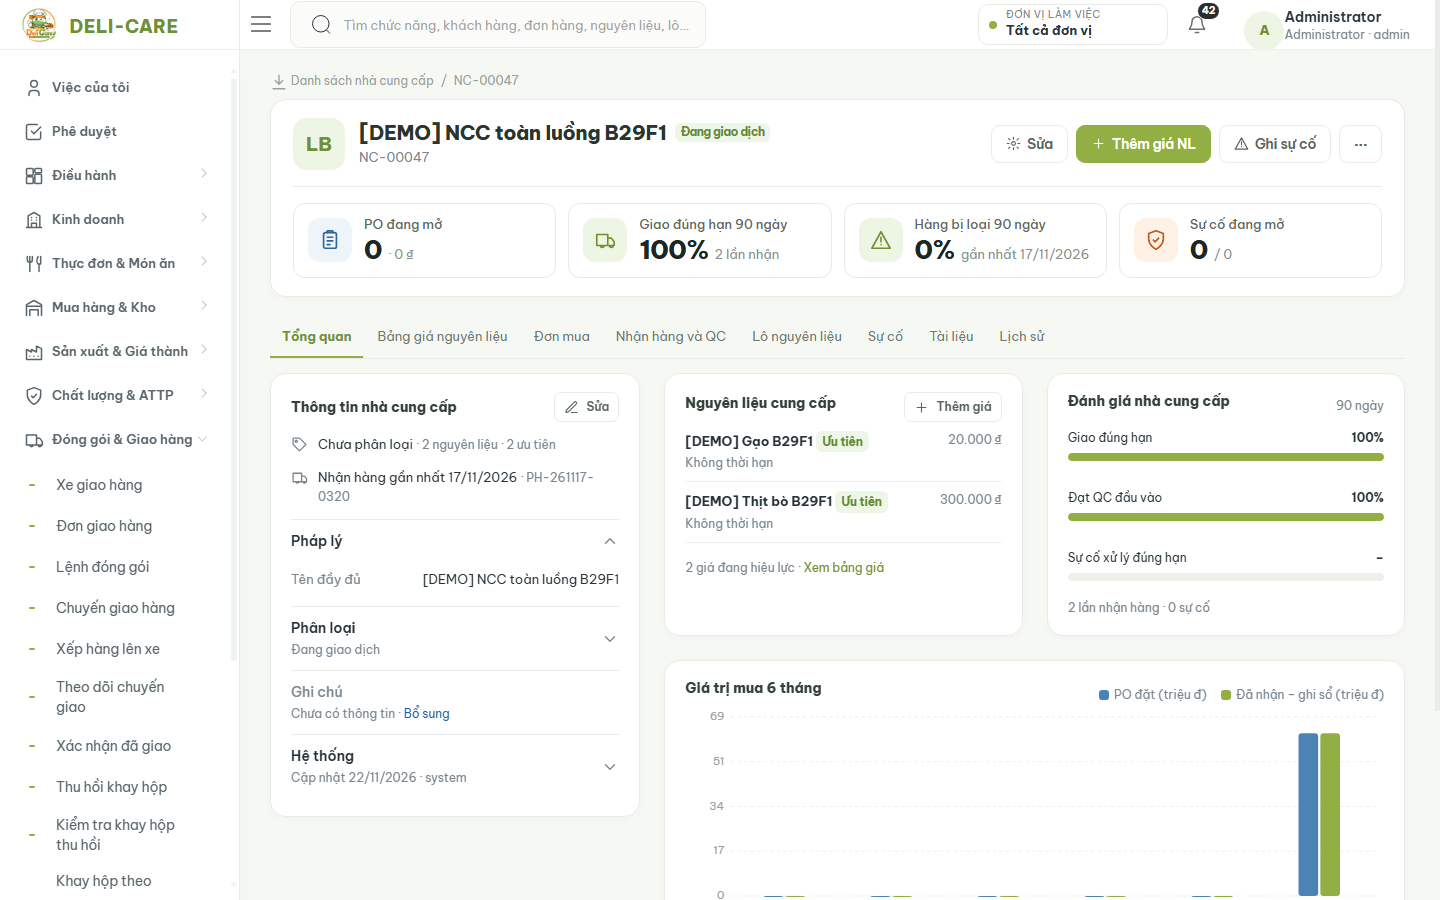 DELI-CARE
Tìm chức năng, khách hàng, đơn hàng, nguyên liệu, lô...
ĐƠN VỊ LÀM VIỆC
Tất cả đơn vị
42
A
Administrator
Administrator · admin
Việc của tôi
Phê duyệt
Điều hành
Kinh doanh
Thực đơn & Món ăn
Mua hàng & Kho
Sản xuất & Giá thành
Chất lượng & ATTP
Đóng gói & Giao hàng
Xe giao hàng
Đơn giao hàng
Lệnh đóng gói
Chuyến giao hàng
Xếp hàng lên xe
Theo dõi chuyến
giao
Xác nhận đã giao
Thu hồi khay hộp
Kiểm tra khay hộp
thu hồi
Khay hộp theo
Danh sách nhà cung cấp / NC-00047
LB
[DEMO] NCC toàn luồng B29F1 Đang giao dịch
NC-00047
Sửa
Thêm giá NL
Ghi sự cố
...
PO đang mở
0 · 0 đ
Giao đúng hạn 90 ngày
100% 2 lần nhận
Hàng bị loại 90 ngày
0% gần nhất 17/11/2026
Sự cố đang mở
0 / 0
Tổng quan
Bảng giá nguyên liệu
Đơn mua
Nhận hàng và QC
Lô nguyên liệu
Sự cố
Tài liệu
Lịch sử
Thông tin nhà cung cấp
Sửa
Chưa phân loại · 2 nguyên liệu · 2 ưu tiên
Nhận hàng gần nhất 17/11/2026 · PH-261117-
0320
Pháp lý
Tên đầy đủ [DEMO] NCC toàn luồng B29F1
Phân loại
Đang giao dịch
Ghi chú
Chưa có thông tin · Bổ sung
Hệ thống
Cập nhật 22/11/2026 · system
Nguyên liệu cung cấp
Thêm giá
[DEMO] Gạo B29F1 Ưu tiên 20.000 đ
Không thời hạn
[DEMO] Thịt bò B29F1 Ưu tiên 300.000 đ
Không thời hạn
2 giá đang hiệu lực · Xem bảng giá
Đánh giá nhà cung cấp
90 ngày
Giao đúng hạn 100%
Đạt QC đầu vào 100%
Sự cố xử lý đúng hạn –
2 lần nhận hàng · 0 sự cố
Giá trị mua 6 tháng
PO đặt (triệu đ)
Đã nhận – ghi sổ (triệu đ)
69
51
34
17
0